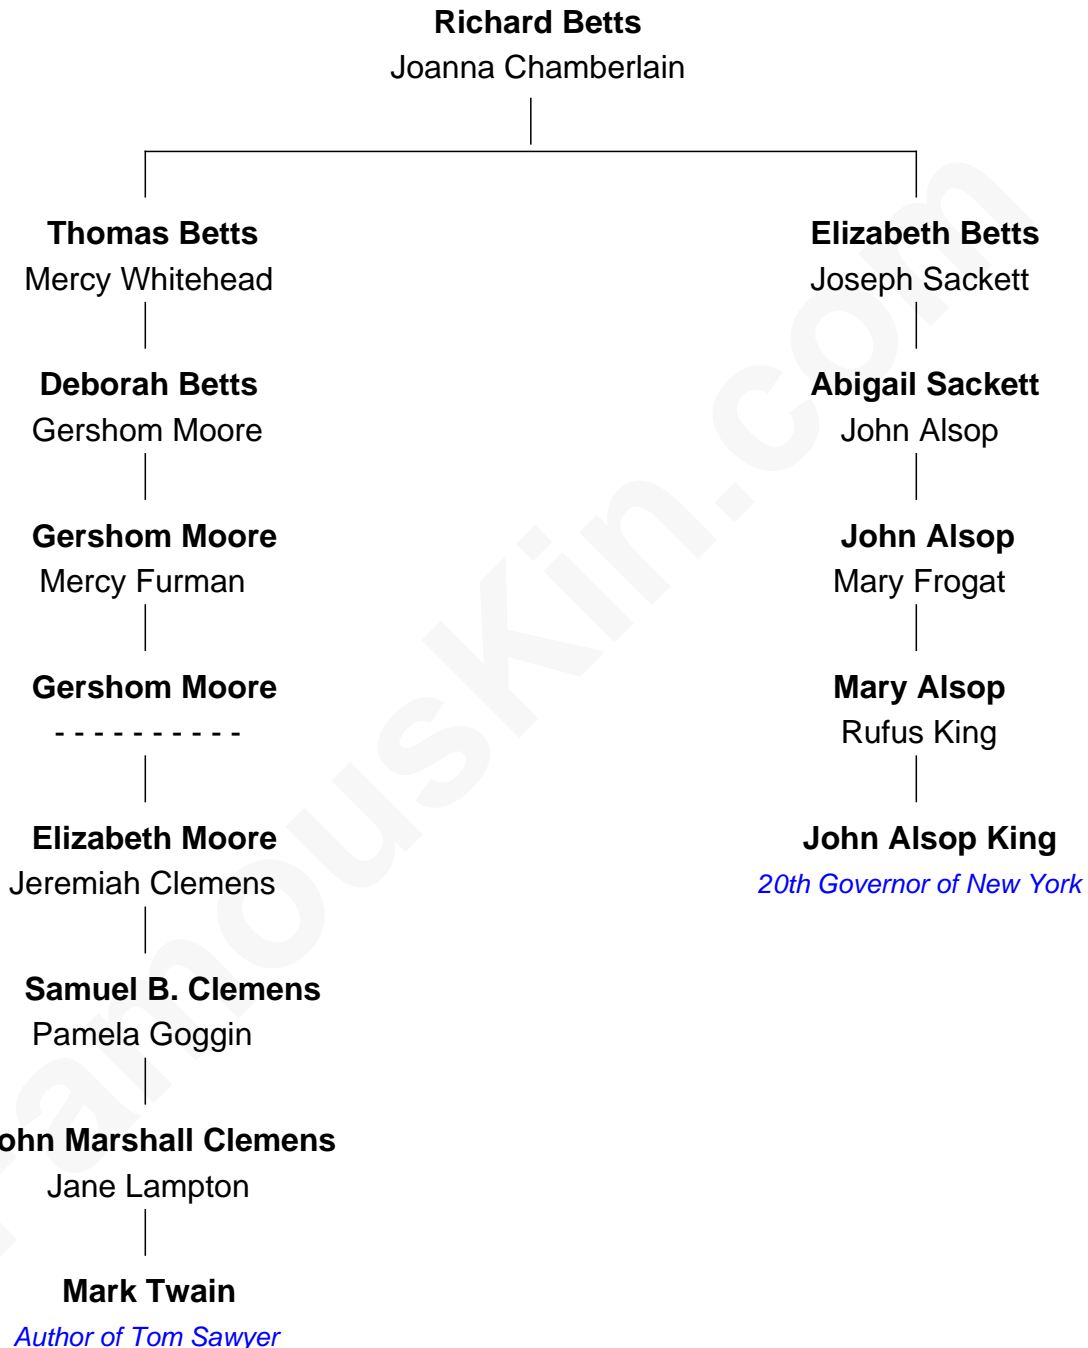 Richard Betts
Joanna Chamberlain
Thomas Betts
Mercy Whitehead
Deborah Betts
Gershom Moore
Gershom Moore
Mercy Furman
Gershom Moore
- - - - - - - - - -
Elizabeth Moore
Jeremiah Clemens
Samuel B. Clemens
Pamela Goggin
ohn Marshall Clemens
Jane Lampton
Mark Twain
Author of Tom Sawyer
Elizabeth Betts
Joseph Sackett
Abigail Sackett
John Alsop
John Alsop
Mary Frogat
Mary Alsop
Rufus King
John Alsop King
20th Governor of New York
FamousKin.com